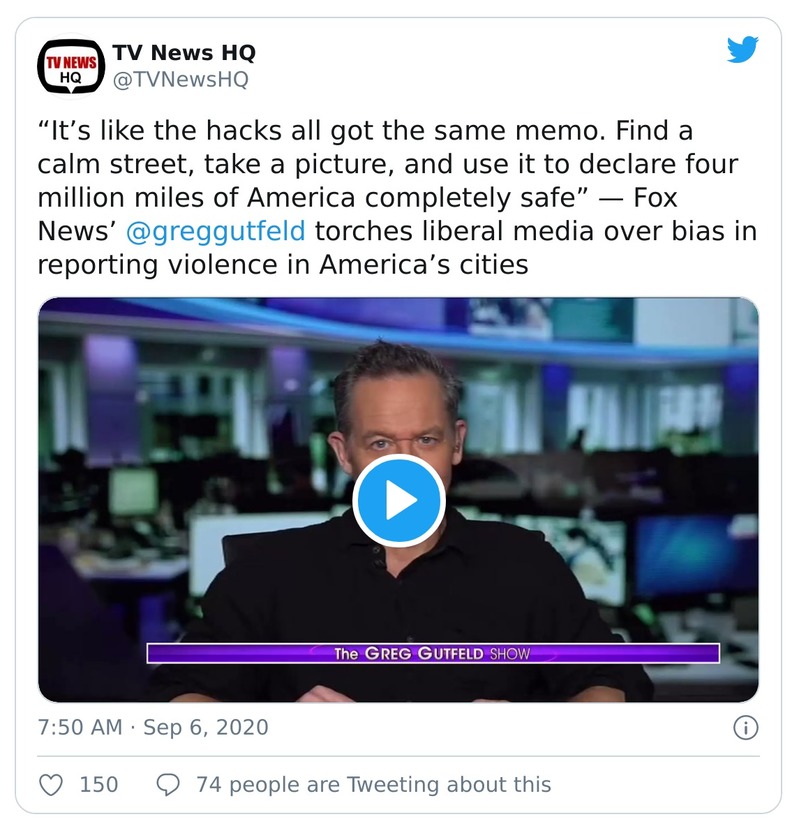 TV NEWS
HQ
TV News HQ
@TVNewsHQ
“It’s like the hacks all got the same memo. Find a
calm street, take a picture, and use it to declare four
million miles of America completely safe” — Fox
News’ @greggutfeld torches liberal media over bias in
reporting violence in America’s cities
The GREG GUTFELD SHOW
7:50 AM · Sep 6, 2020
150
74 people are Tweeting about this